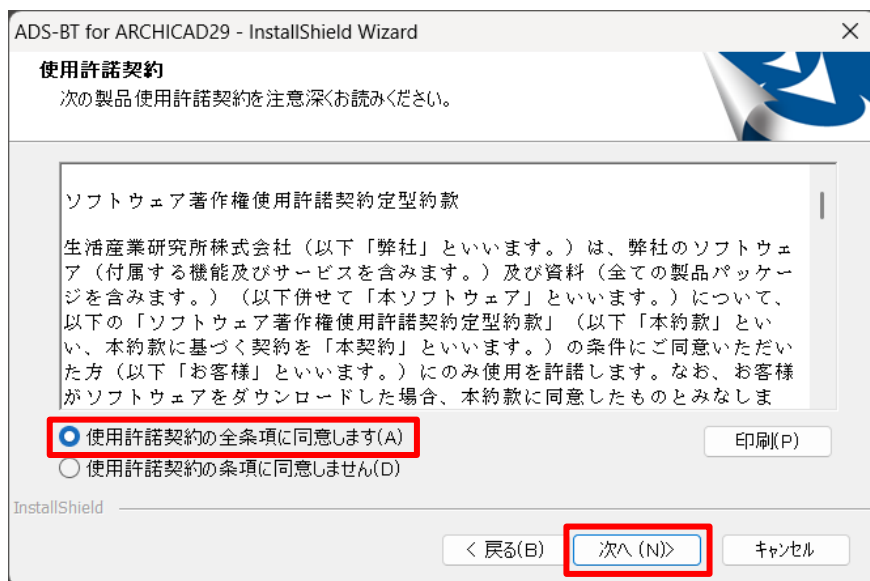 ADS-BT for ARCHICAD29 - InstallShield Wizard
使用許諾契約
次の製品使用許諾契約を注意深くお読みください。
ソフトウェア著作権使用許諾契約定型約款
生活産業研究所株式会社（以下「弊社」といいます。）は、弊社のソフトウェ
ア（付属する機能及びサービスを含みます。）及び資料（全ての製品パッケー
ジを含みます。）（以下併せて「本ソフトウェア」といいます。）について、
以下の「ソフトウェア著作権使用許諾契約定型約款」（以下「本約款」とい
い、本約款に基づく契約を「本契約」といいます。）の条件にご同意いただい
た方（以下「お客様」といいます。）にのみ使用を許諾します。なお、お客様
がソフトウェアをダウンロードした場合、本約款に同意したものとみなしま
使用許諾契約の全条項に同意します(A)
印刷(P)
使用許諾契約の条項に同意しません(D)
InstallShield
< 戻る(B)
次へ (N)>
キャンセル